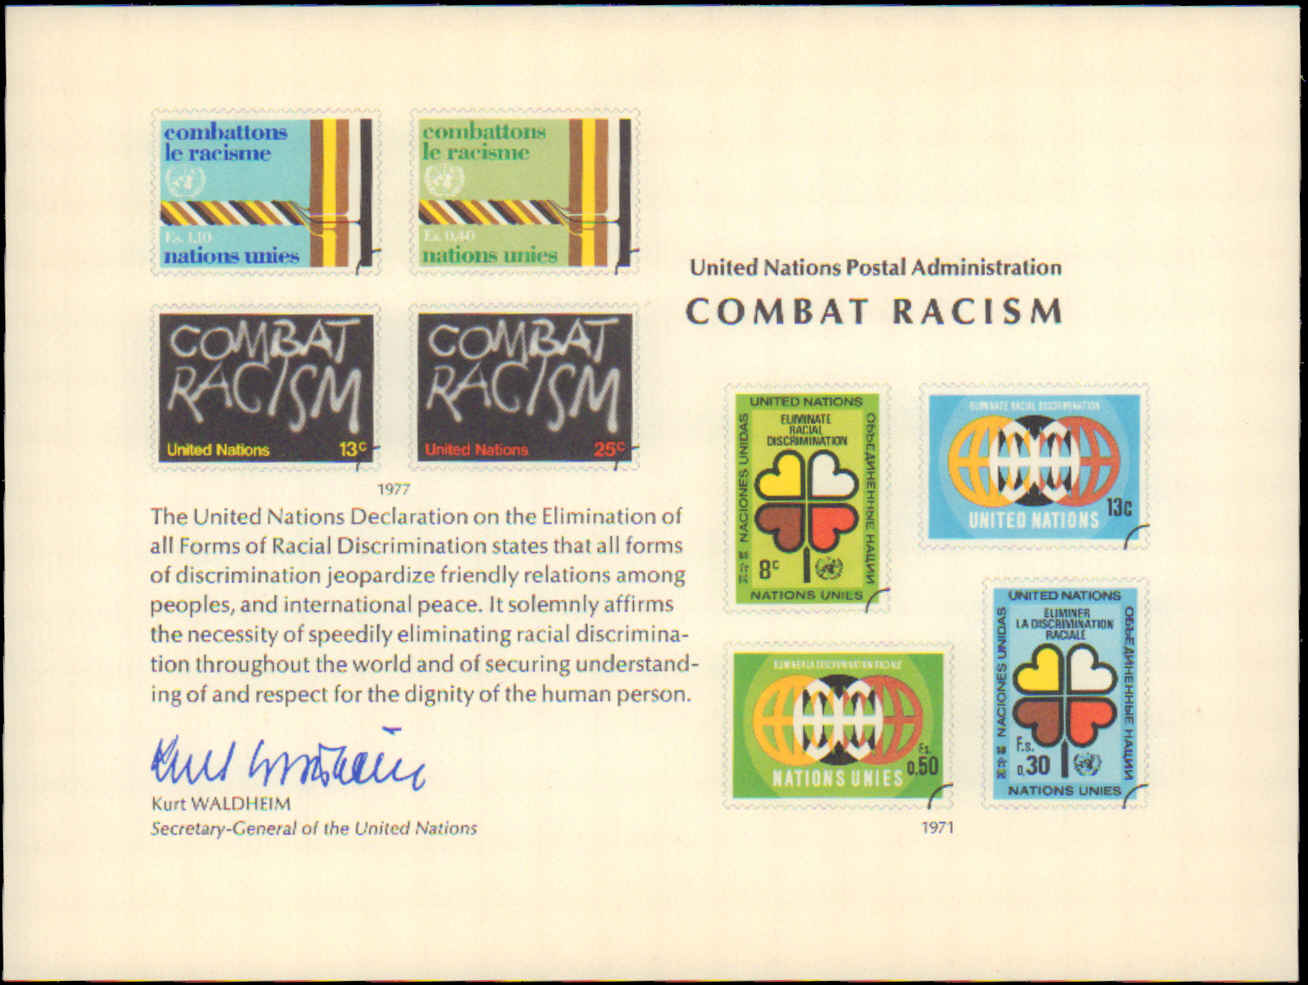 combattons
le racisme
Fs. 1,10
nations unies
combattons
le racisme
Fs. 0,40
nations unies
COMBAT
RACISM
United Nations 13c
COMBAT
RACISM
United Nations 25c
1977
The United Nations Declaration on the Elimination of
all Forms of Racial Discrimination states that all forms
of discrimination jeopardize friendly relations among
peoples, and international peace. It solemnly affirms
the necessity of speedily eliminating racial discrimina-
tion throughout the world and of securing understand-
ing of and respect for the dignity of the human person.
Kurt Waldheim
Kurt WALDHEIM
Secretary-General of the United Nations
United Nations Postal Administration
COMBAT RACISM
UNITED NATIONS
ELIMINATE
RACIAL
DISCRIMINATION
NACIONES UNIDAS
ОБЪЕДИНЕННЫЕ НАЦИИ
8c
NATIONS UNIES
ELIMINATE RACIAL DISCRIMINATION
13c
UNITED NATIONS
ELIMINER LA DISCRIMINATION RACIALE
Fs.
0,50
NATIONS UNIES
UNITED NATIONS
ELIMINER
LA DISCRIMINATION
RACIALE
NACIONES UNIDAS
ОБЪЕДИНЕННЫЕ НАЦИИ
Fs.
0,30
NATIONS UNIES
1971